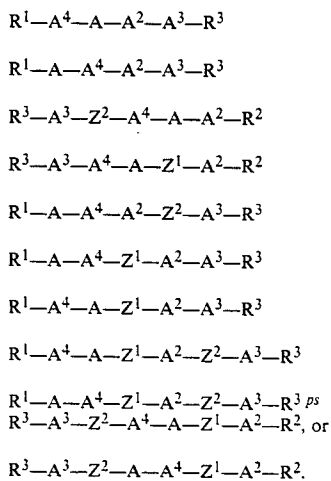 R¹—A⁴—A—A²—A³—R³
R¹—A—A⁴—A²—A³—R³
R³—A³—Z²—A⁴—A—A²—R²
R³—A³—A⁴—A—Z¹—A²—R²
R¹—A—A⁴—A²—Z²—A³—R³
R¹—A—A⁴—Z¹—A²—A³—R³
R¹—A⁴—A—Z¹—A²—A³—R³
R¹—A⁴—A—Z¹—A²—Z²—A³—R³
R¹—A—A⁴—Z¹—A²—Z²—A³—R³ ps
R³—A³—Z²—A⁴—A—Z¹—A²—R², or
R³—A³—Z²—A—A⁴—Z¹—A²—R².